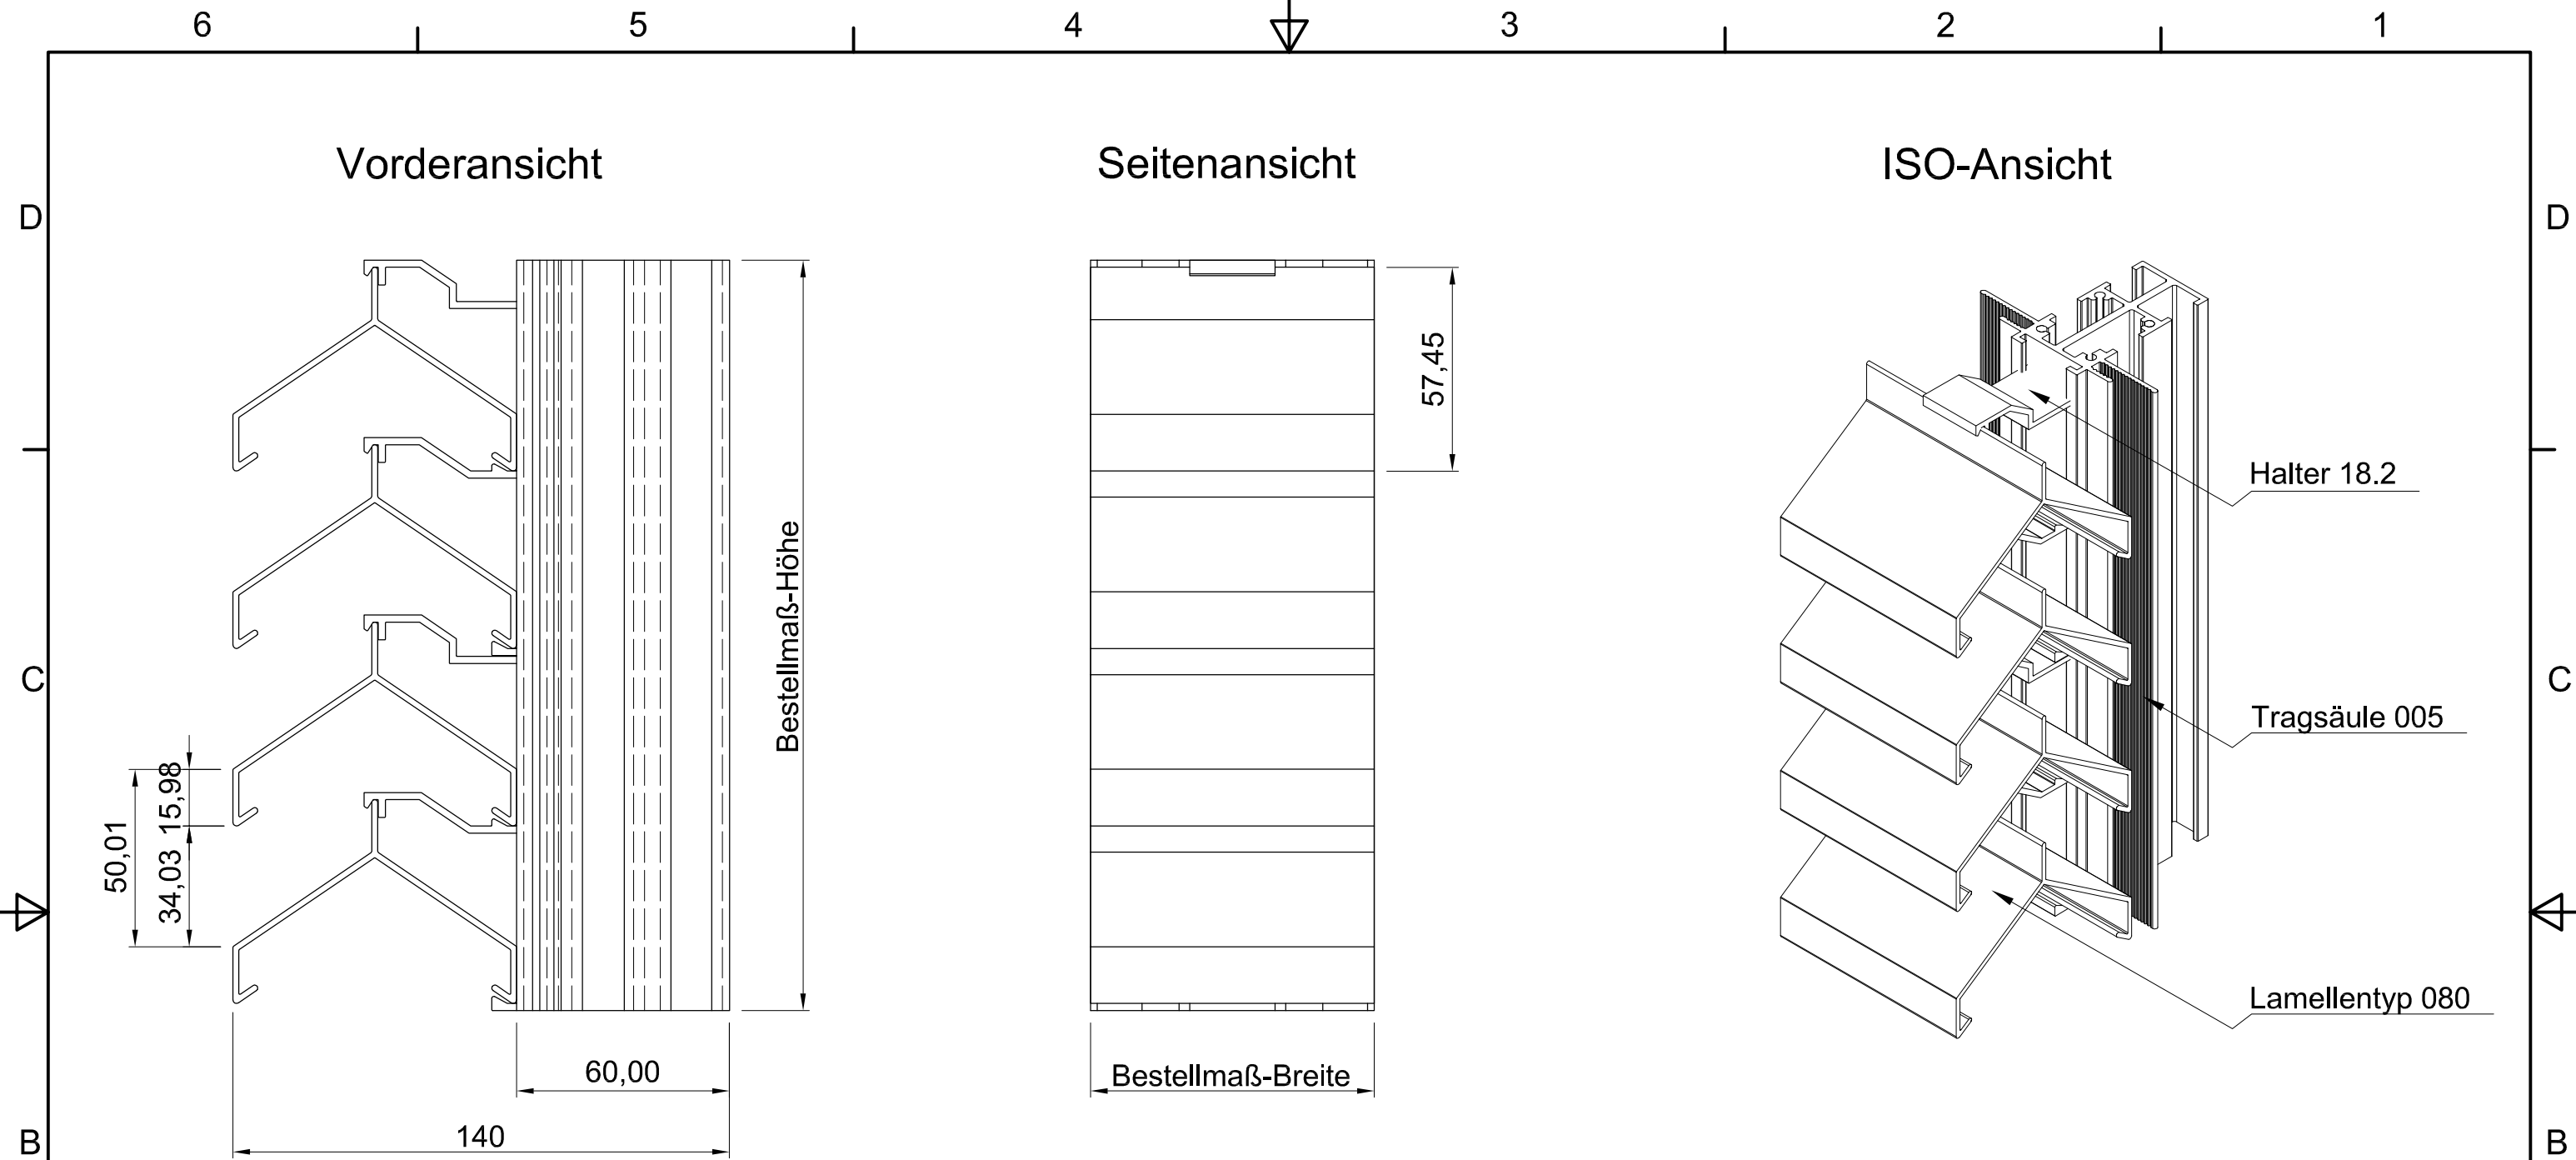 6 5 4 3 2 1
Vorderansicht Seitenansicht ISO-Ansicht
D D
57,45
Halter 18.2
Bestellmaß-Höhe
C C
Tragsäule 005
15,98
50,01
34,03
Lamellentyp 080
60,00
Bestellmaß-Breite
140
B B